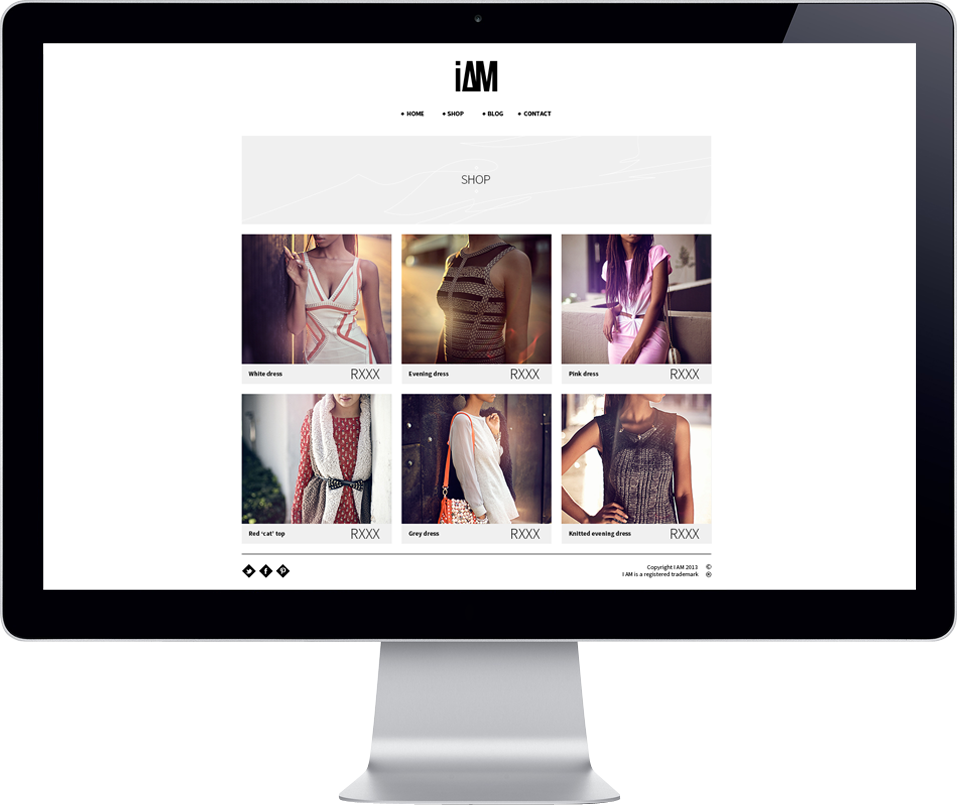 iAM
HOME SHOP BLOG CONTACT
SHOP
White dress RXXX
Evening dress RXXX
Pink dress RXXX
Red 'cat' top RXXX
Grey dress RXXX
Knitted evening dress RXXX
Copyright I AM 2013 ©
I AM is a registered trademark ®